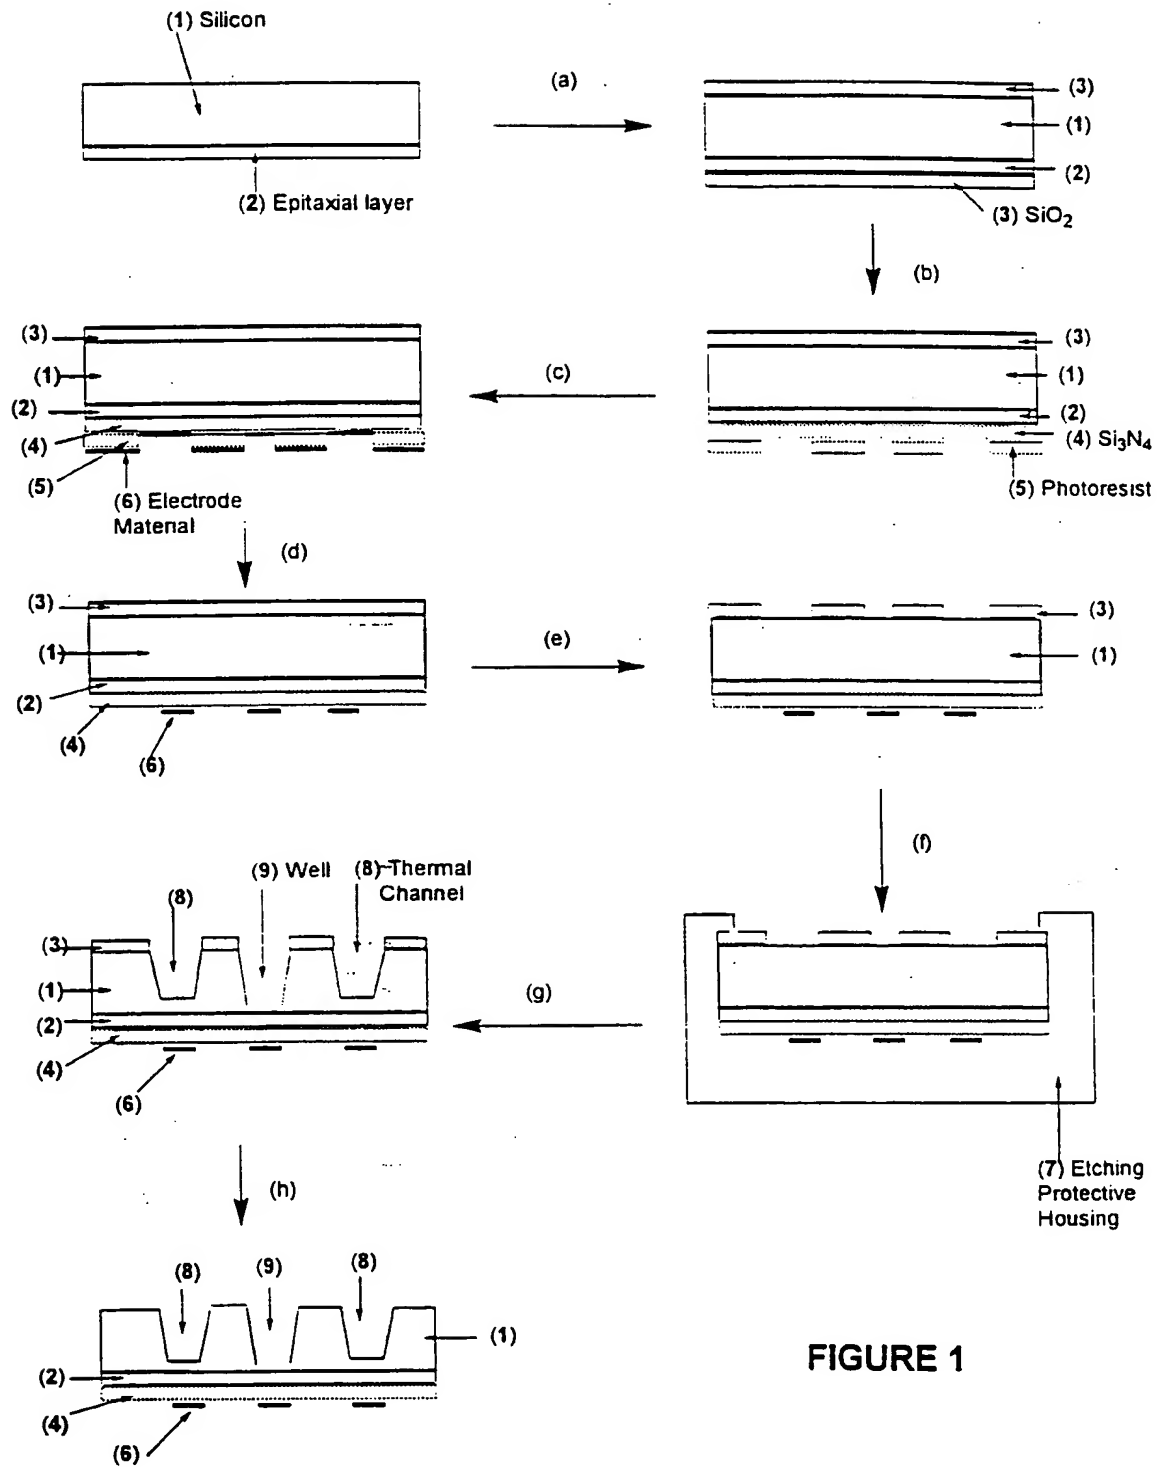 (1) Silicon
(a)
(3)
(1)
(2)
(2) Epitaxial layer
(3) SiO₂
(b)
(3)
(1)
(2)
(4)
(5)
(6) Electrode
Material
(c)
(3)
(1)
(2)
(4) Si₃N₄
(5) Photoresist
(d)
(3)
(1)
(2)
(4)
(6)
(e)
(3)
(1)
(f)
(8)
(9) Well
(8) Thermal
Channel
(3)
(1)
(2)
(4)
(6)
(g)
(7) Etching
Protective
Housing
(h)
(8)
(9)
(8)
(1)
(2)
(4)
(6)
FIGURE 1